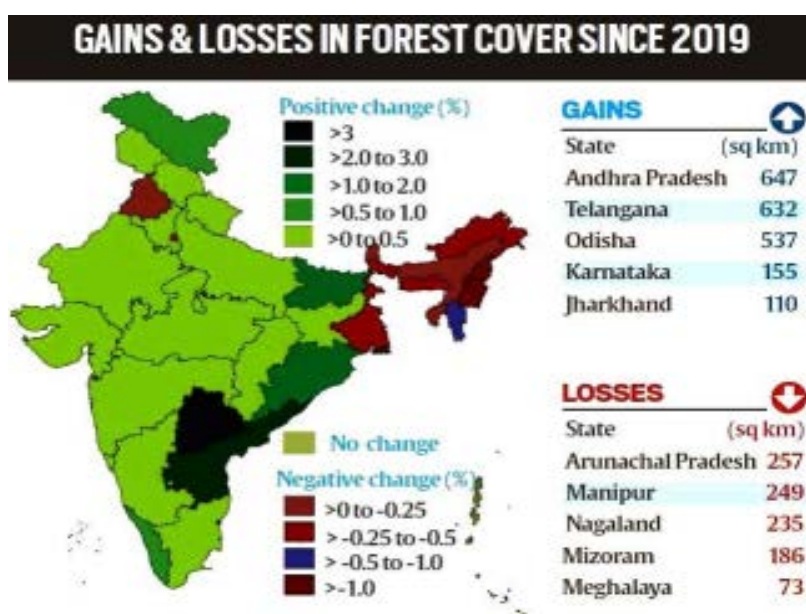 GAINS & LOSSES IN FOREST COVER SINCE 2019
Positive change (%)
>3
>2.0 to 3.0
>1.0 to 2.0
>0.5 to 1.0
>0 to 0.5
No change
Negative change (%)
>0 to -0.25
> -0.25 to -0.5
> -0.5 to -1.0
>-1.0
GAINS
State (sq km)
Andhra Pradesh 647
Telangana 632
Odisha 537
Karnataka 155
Jharkhand 110
LOSSES
State (sq km)
Arunachal Pradesh 257
Manipur 249
Nagaland 235
Mizoram 186
Meghalaya 73